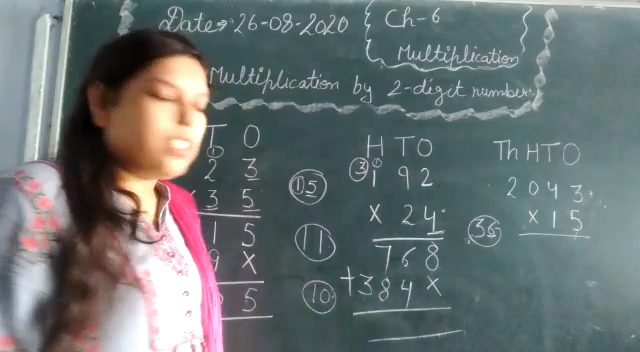 Date→ 26-08-2020
Ch-6
Multiplication
Multiplication by 2-digit number
T O
2 3
3 5
1 5
9 X
5
15
11
10
H T O
3
1 9 2
X 2 4
7 6 8
+ 3 8 4 X
Th H T O
2 0 4 3
X 1 5
36